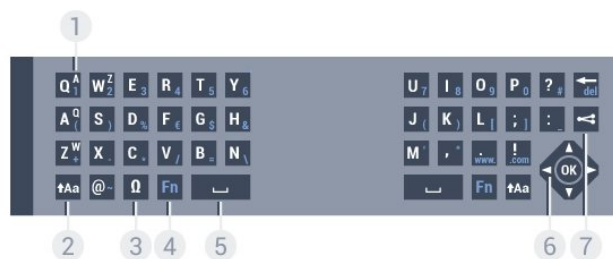 1
Q A 1 W Z 2 E 3 R 4 T 5 Y 6 U 7 I 8 O 9 P 0 ? # del
A Q ( S ) D % F € G $ H & J ( K ) L [ ; ] : _
Z W + X - C * V / B = N \ M ' , " . www. ! .com OK
Aa @ ~ Ω Fn Fn Aa
2 3 4 5 6 7